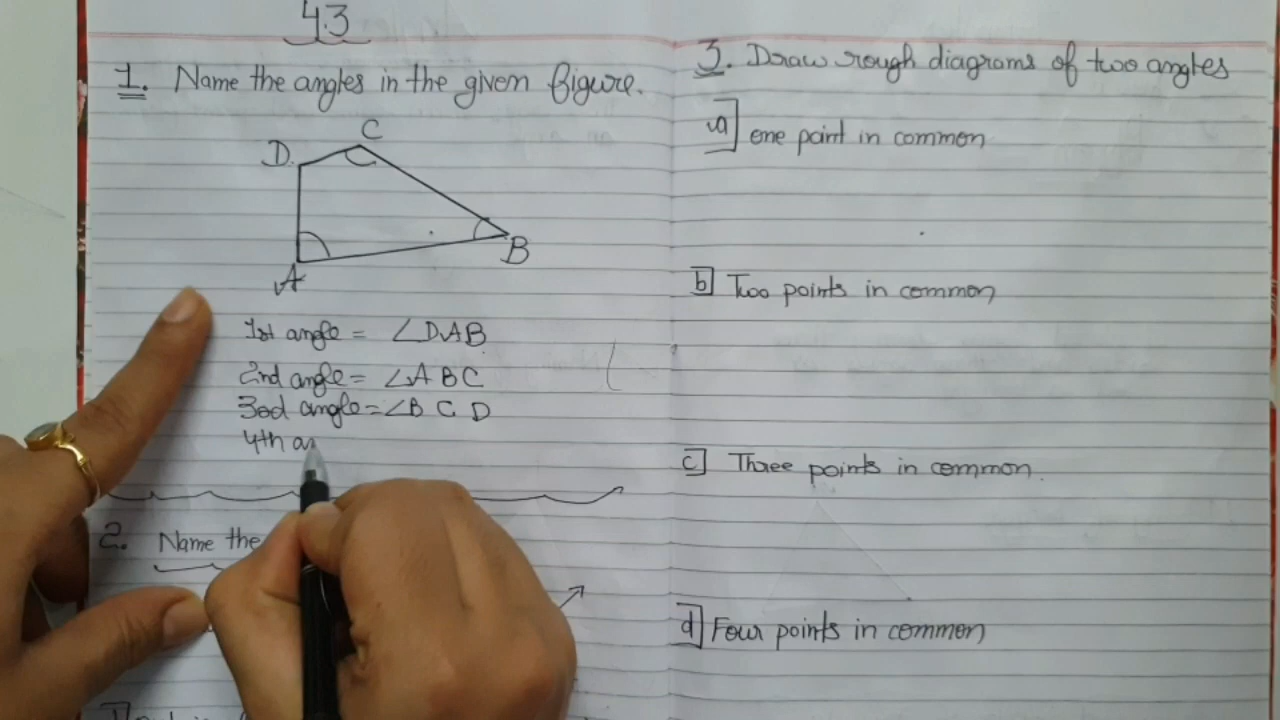 4.3
1. Name the angles in the given figure.
D
C
B
A
1st angle = ∠DAB
2nd angle = ∠ABC
3rd angle = ∠BCD
4th an
2. Name the
3. Draw rough diagrams of two angles
a] one point in common
b] Two points in common
c] Three points in common.
d] Four points in common